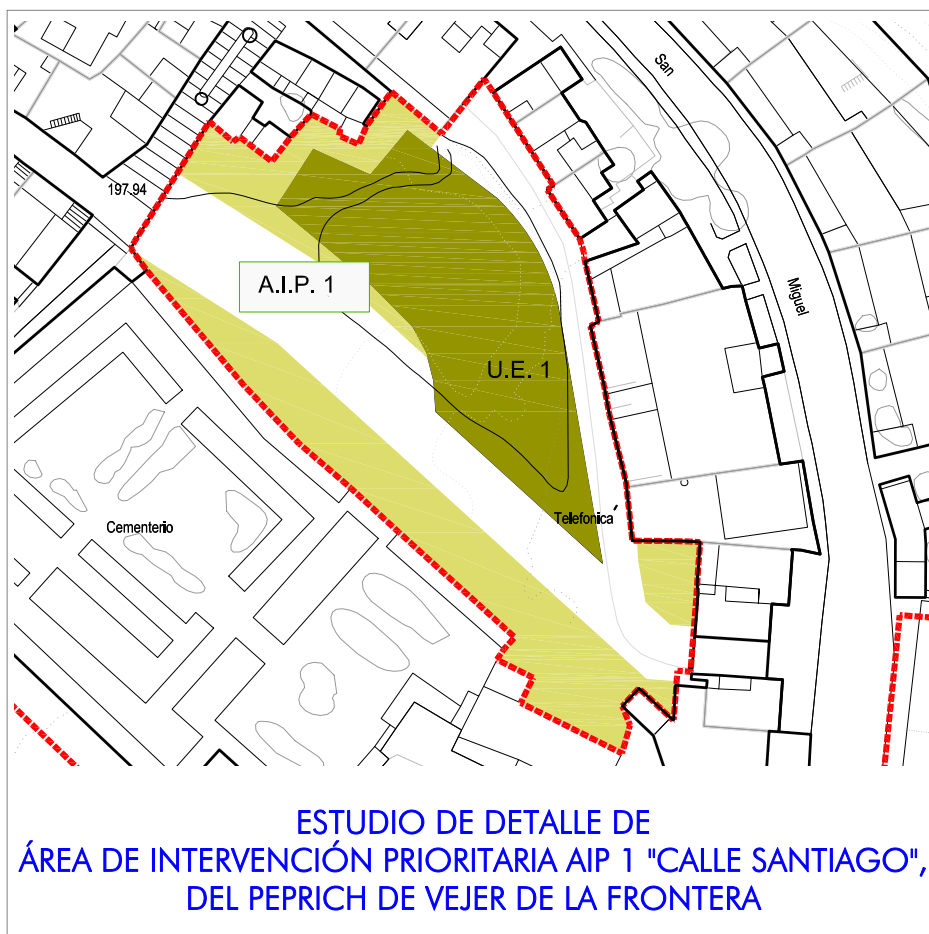 San
197.94
A.I.P. 1
Miguel
U.E. 1
Telefonica
Cementerio
ESTUDIO DE DETALLE DE
ÁREA DE INTERVENCIÓN PRIORITARIA AIP 1 "CALLE SANTIAGO",
DEL PEPRICH DE VEJER DE LA FRONTERA